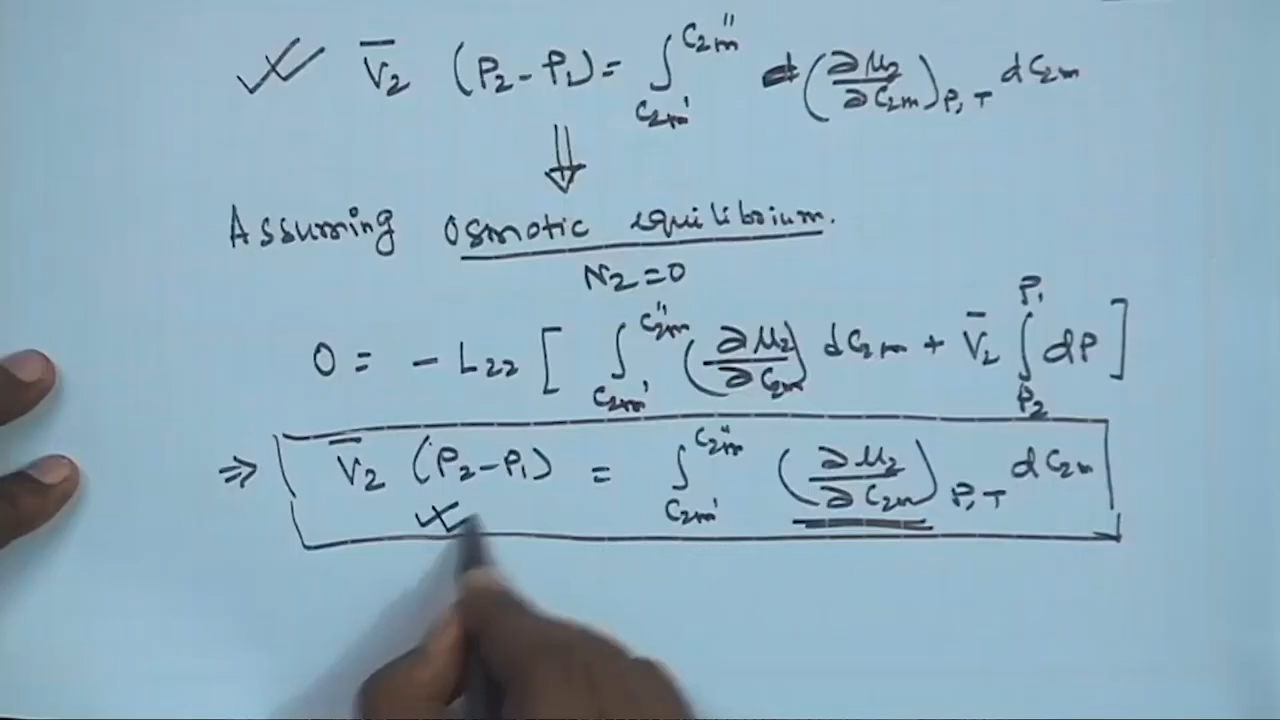 V̄₂ (P₂ - P₁) = ∫_{C₂m'}^{C₂m''} (∂μ₂/∂C₂m)_{P,T} dC₂m
⇓
Assuming osmotic equilibrium.
N₂ = 0
0 = - L₂₂ [ ∫_{C₂m'}^{C₂m''} (∂μ₂/∂C₂m) dC₂m + V̄₂ ∫_{P₂}^{P₁} dP ]
⇒ V̄₂ (P₂ - P₁) = ∫_{C₂m'}^{C₂m''} (∂μ₂/∂C₂m)_{P,T} dC₂m